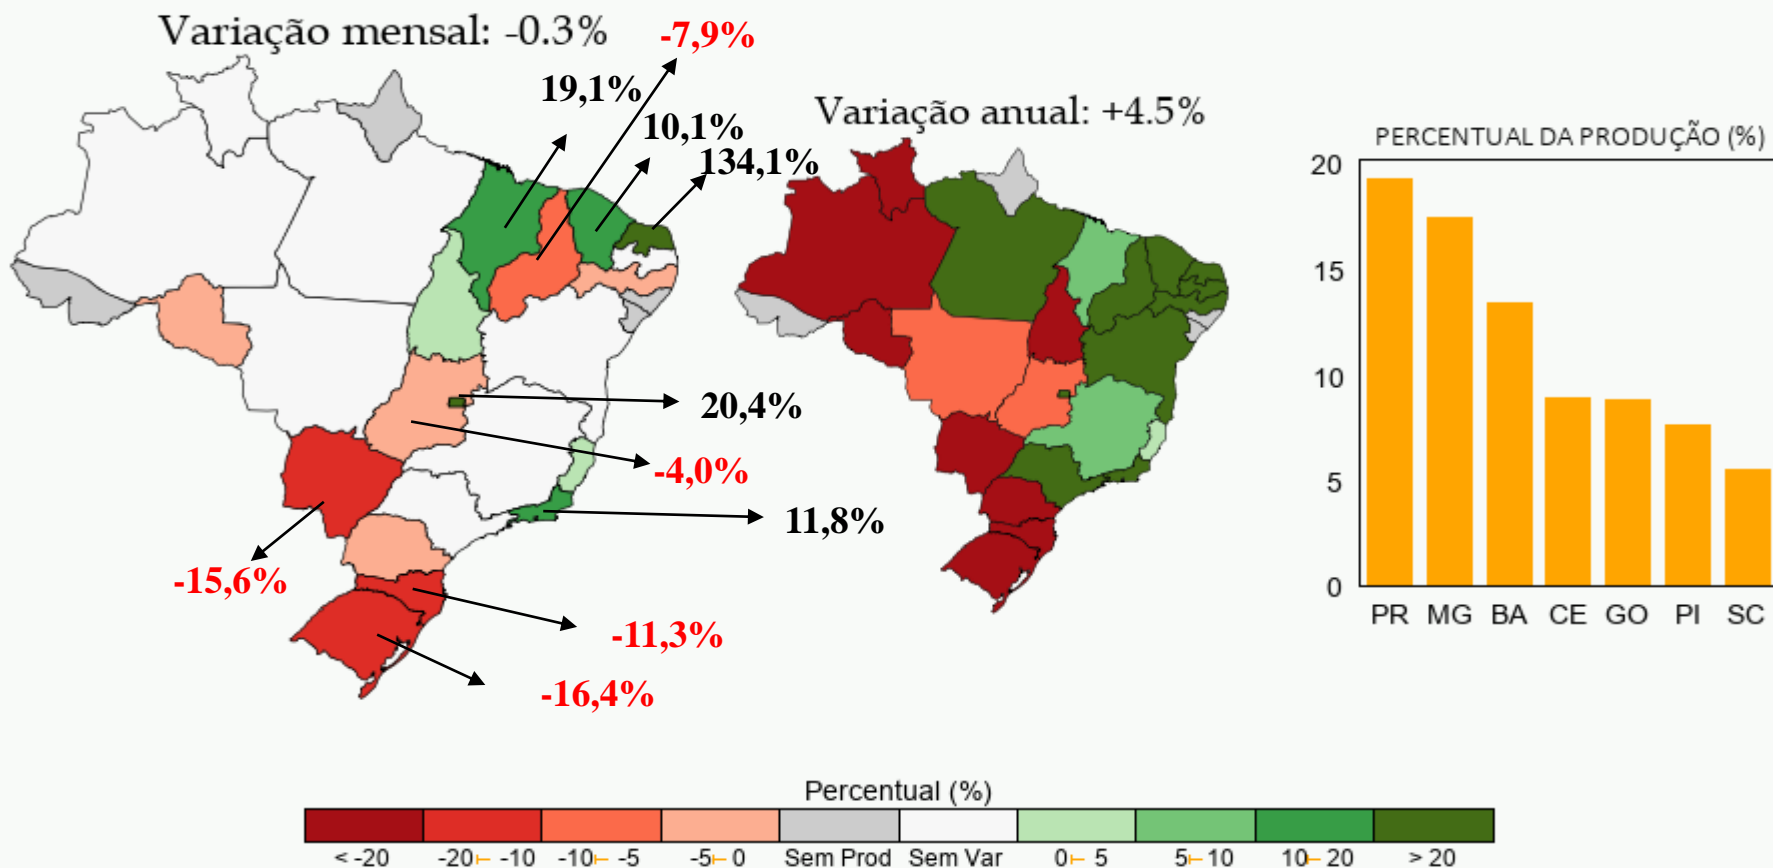 Variação mensal: -0.3%
-7,9%
19,1%
10,1%
134,1%
20,4%
-4,0%
11,8%
-15,6%
-11,3%
-16,4%
Variação anual: +4.5%
PERCENTUAL DA PRODUÇÃO (%)
20
15
10
5
0
PR MG BA CE GO PI SC
Percentual (%)
< -20 -20⊢ -10 -10⊢ -5 -5⊢ 0 Sem Prod Sem Var 0⊢ 5 5⊢ 10 10⊢ 20 > 20